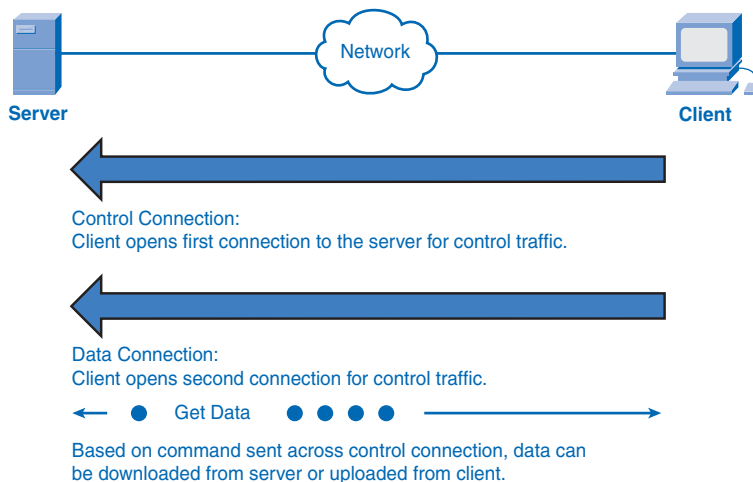 Network
Server
Client
Control Connection:
Client opens first connection to the server for control traffic.
Data Connection:
Client opens second connection for control traffic.
Get Data
Based on command sent across control connection, data can
be downloaded from server or uploaded from client.